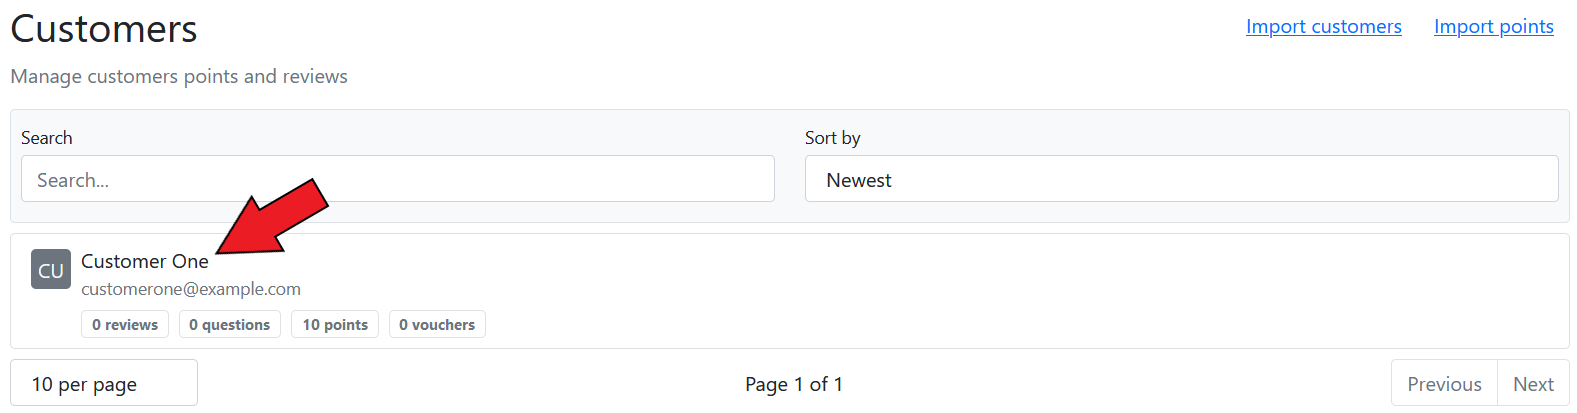 Customers
Import customers
Import points
Manage customers points and reviews
Search
Sort by
Search...
Newest
CU
Customer One
customerone@example.com
0 reviews
0 questions
10 points
0 vouchers
10 per page
Page 1 of 1
Previous
Next